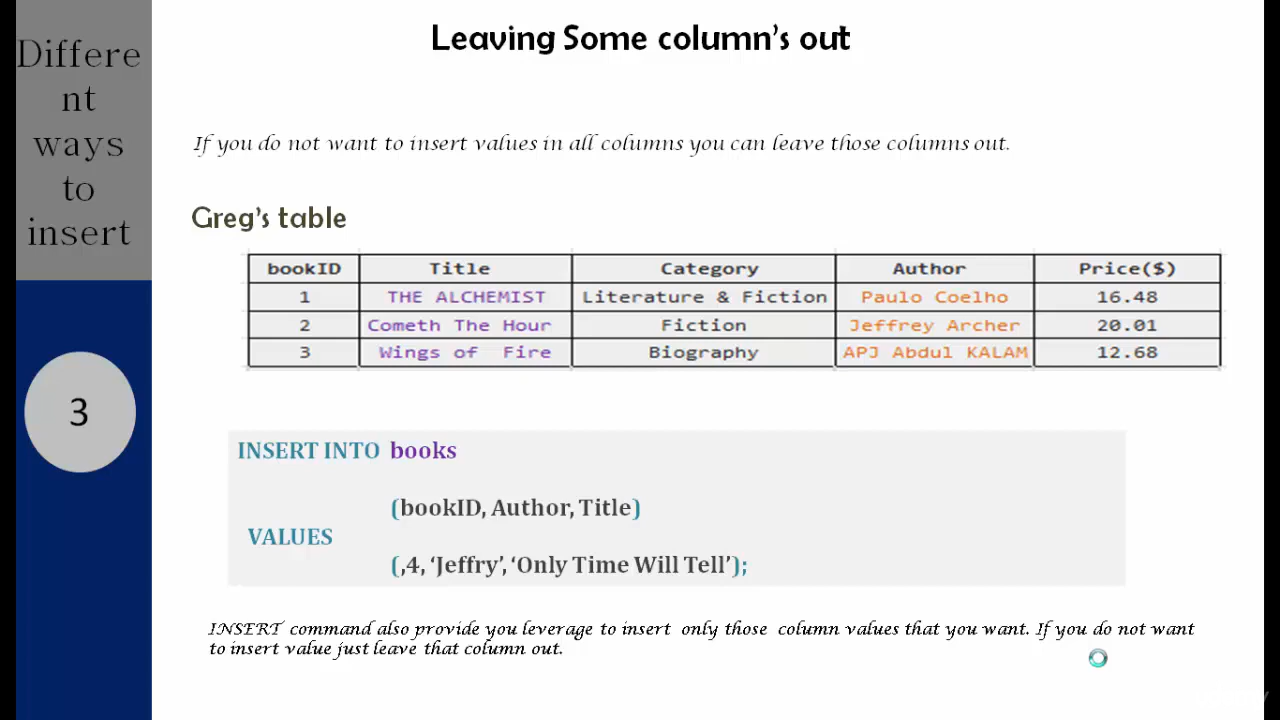 Differe
nt
ways
to
insert
3
Leaving Some column's out
If you do not want to insert values in all columns you can leave those columns out.
Greg's table
bookID Title Category Author Price($)
1 THE ALCHEMIST Literature & Fiction Paulo Coelho 16.48
2 Cometh The Hour Fiction Jeffrey Archer 20.01
3 Wings of Fire Biography APJ Abdul KALAM 12.68
INSERT INTO books
(bookID, Author, Title)
VALUES
(,4, ‘Jeffry’, ‘Only Time Will Tell’);
INSERT command also provide you leverage to insert only those column values that you want. If you do not want
to insert value just leave that column out.